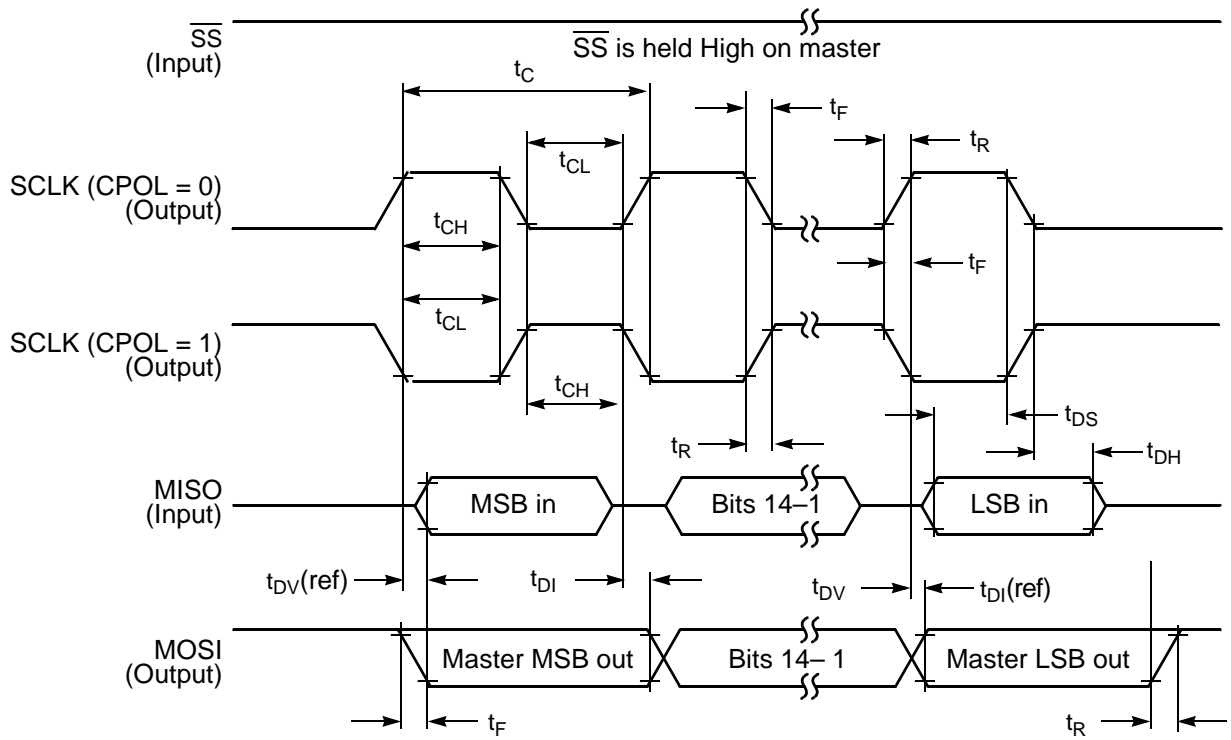 SS
(Input)
SS is held High on master
tC
tF
tR
tCL
SCLK (CPOL = 0)
(Output)
tCH
tF
tCL
SCLK (CPOL = 1)
(Output)
tCH
tDS
tR
tDH
MISO
(Input)
MSB in
Bits 14–1
LSB in
tDV(ref)
tDI
tDV
tDI(ref)
MOSI
(Output)
Master MSB out
Bits 14– 1
Master LSB out
tF
tR